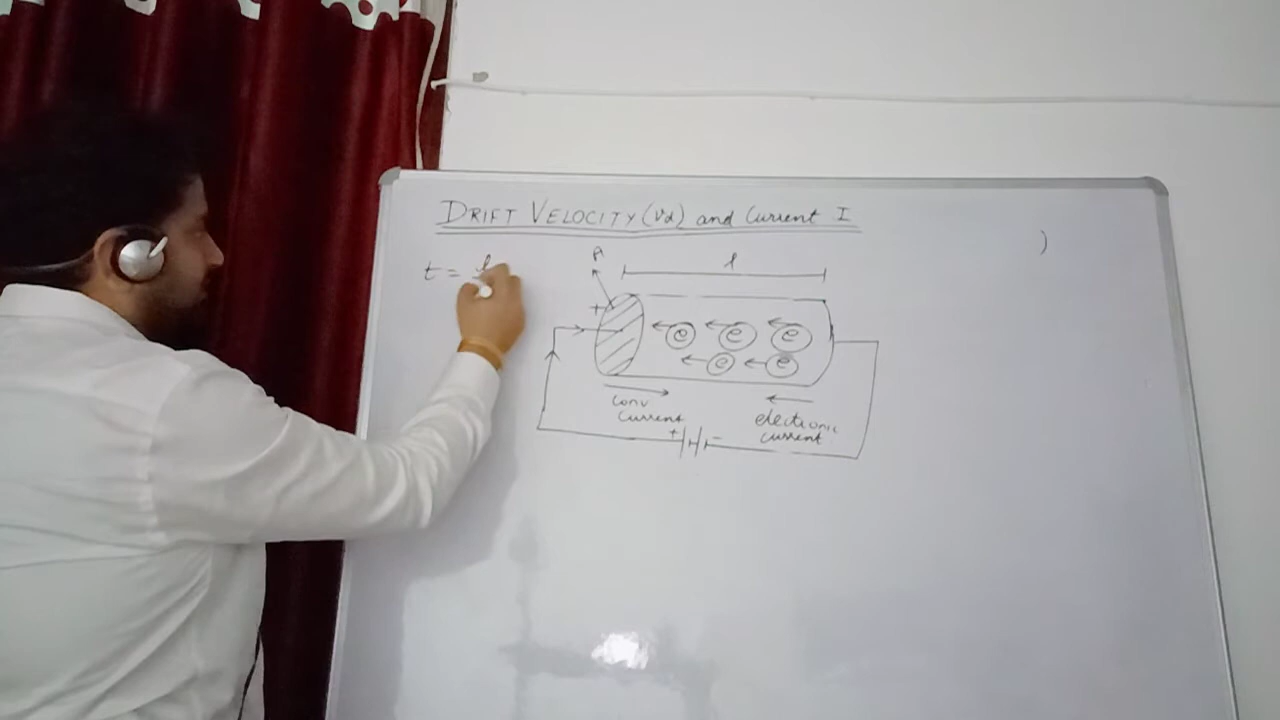 DRIFT VELOCITY (Vd) and Current I
t = l
A
l
+
e e e
e e
Conv
Current
electronic
current
+ -
)